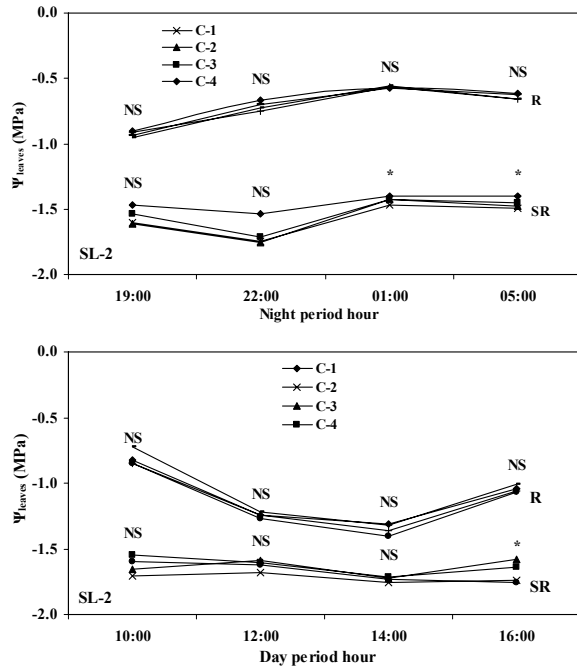 0.0
C-1
C-2
C-3
C-4
NS
NS
NS
-0.5
NS
R
-1.0
Ψleaves (MPa)
NS
NS
*
*
-1.5
SR
SL-2
-2.0
19:00
22:00
01:00
05:00
Night period hour
0.0
C-1
C-2
C-3
C-4
-0.5
NS
NS
NS
NS
-1.0
R
Ψleaves (MPa)
NS
NS
NS
*
-1.5
SL-2
SR
-2.0
10:00
12:00
14:00
16:00
Day period hour